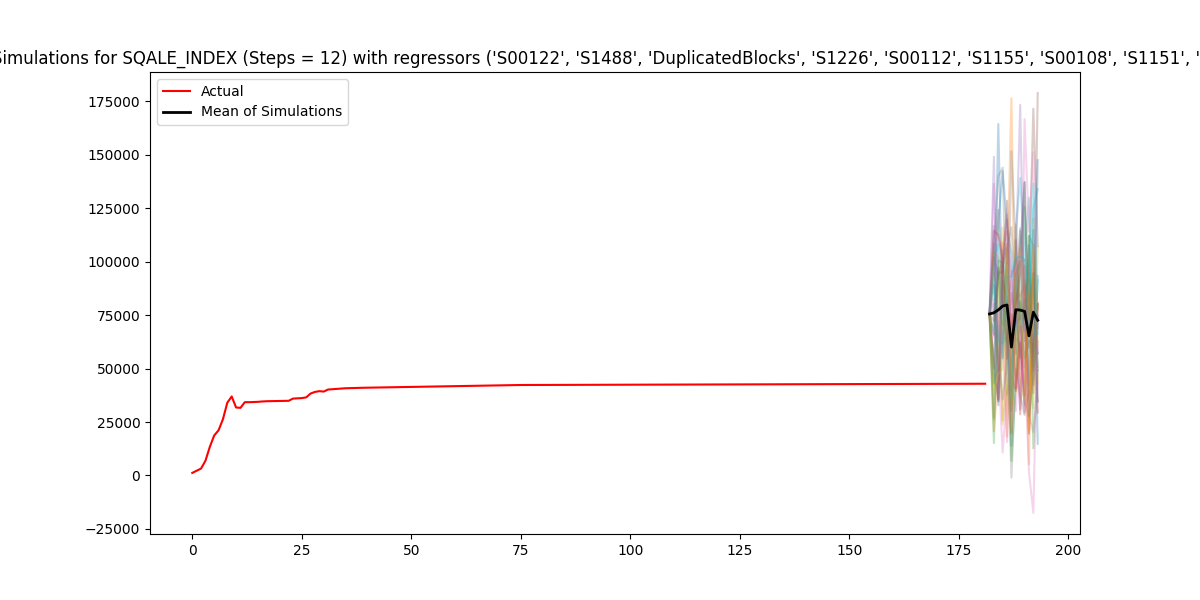 Simulations for SQALE_INDEX (Steps = 12) with regressors ('S00122', 'S1488', 'DuplicatedBlocks', 'S1226', 'S00112', 'S1155', 'S00108', 'S1151', '
Actual
Mean of Simulations
175000
150000
125000
100000
75000
50000
25000
0
−25000
0 25 50 75 100 125 150 175 200